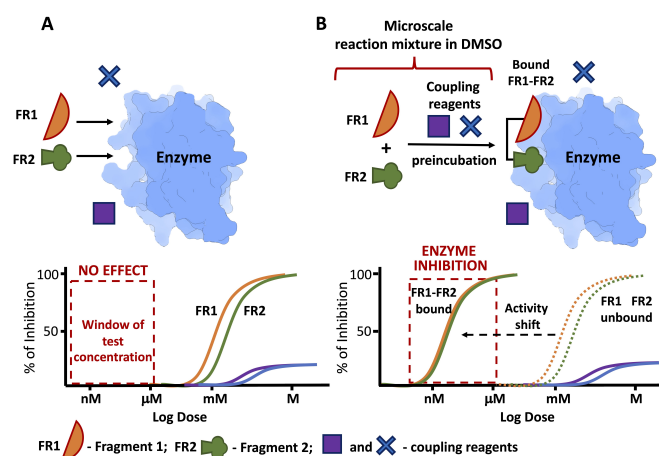 A
FR1
FR2
Enzyme
B
Microscale
reaction mixture in DMSO
Coupling
reagents
Bound
FR1-FR2
FR1
+
FR2
preincubation
Enzyme
NO EFFECT
Window of
test
concentration
FR1
FR2
100
50
% of Inhibition
nM
µM
mM
M
Log Dose
ENZYME
INHIBITION
FR1-FR2
bound
Activity
shift
FR1 FR2
unbound
100
50
% of Inhibition
nM
µM
mM
M
Log Dose
FR1 - Fragment 1; FR2 - Fragment 2; and - coupling reagents